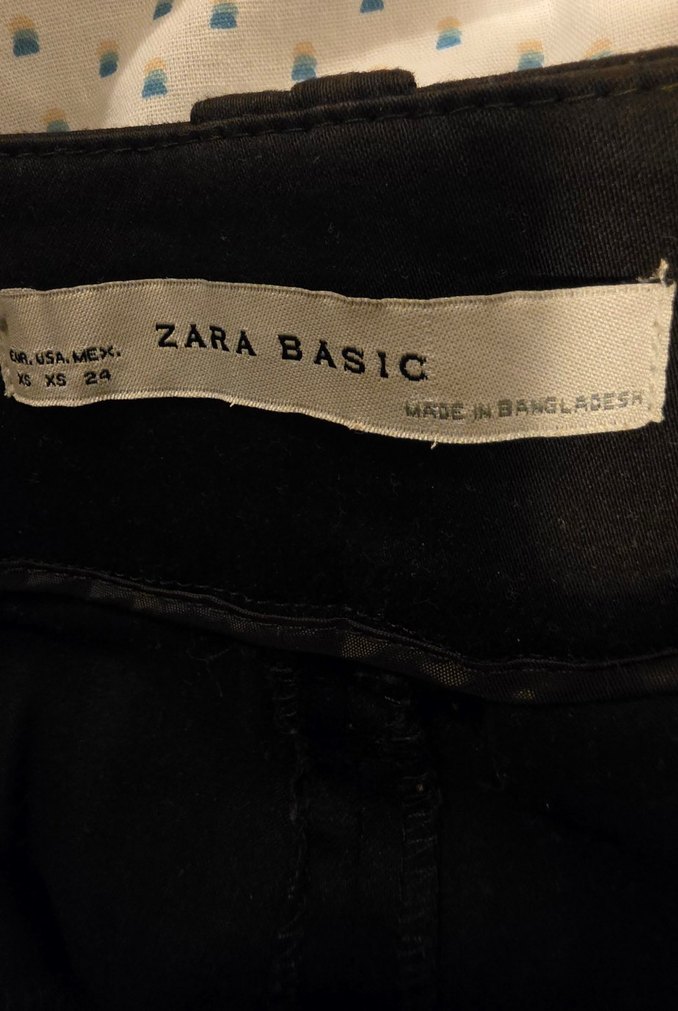 ZARA BASIC
EUR. USA. MEX.
XS XS 24
MADE IN BANGLADESH